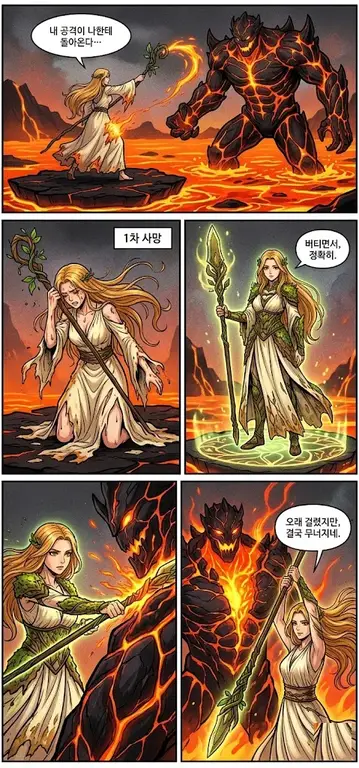 내 공격이 나한테
돌아온다…
1차 사망
버티면서,
정확히.
오래 걸렸지만,
결국 무너지네.